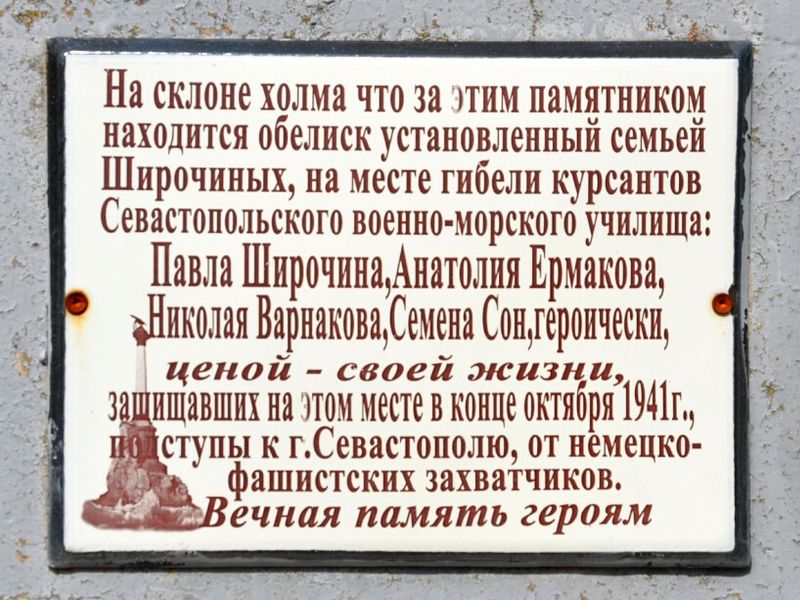 На склоне холма что за этим памятником
находится обелиск установленный семьей
Широчиных, на месте гибели курсантов
Севастопольского военно-морского училища:
Павла Широчина,Анатолия Ермакова,
Николая Варнакова,Семена Сон,героически,
ценой - своей жизни,
защищавших на этом месте в конце октября 1941г.,
подступы к г.Севастополю, от немецко-
фашистских захватчиков.
Вечная память героям